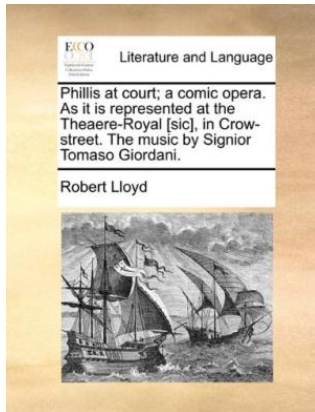 ECCO
Literature and Language
Phillis at court; a comic opera.
As it is represented at the
Theaere-Royal [sic], in Crow-
street. The music by Signior
Tomaso Giordani.
Robert Lloyd